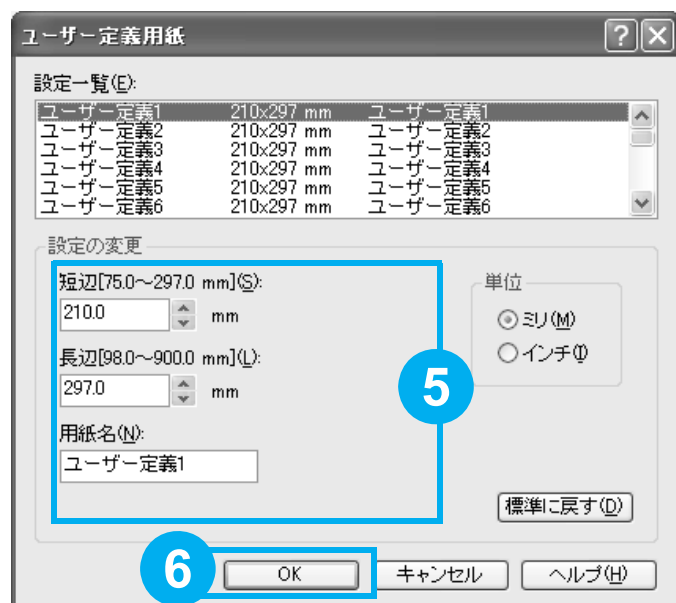 ユーザー定義用紙
設定一覧(E):
ユーザー定義1 210x297 mm ユーザー定義1
ユーザー定義2 210x297 mm ユーザー定義2
ユーザー定義3 210x297 mm ユーザー定義3
ユーザー定義4 210x297 mm ユーザー定義4
ユーザー定義5 210x297 mm ユーザー定義5
ユーザー定義6 210x297 mm ユーザー定義6
設定の変更
短辺[75.0～297.0 mm](S):
210.0 mm
長辺[98.0～900.0 mm](L):
297.0 mm
用紙名(N):
ユーザー定義1
5
単位
ミリ(M)
インチ(I)
標準に戻す(D)
6
OK キャンセル ヘルプ(H)